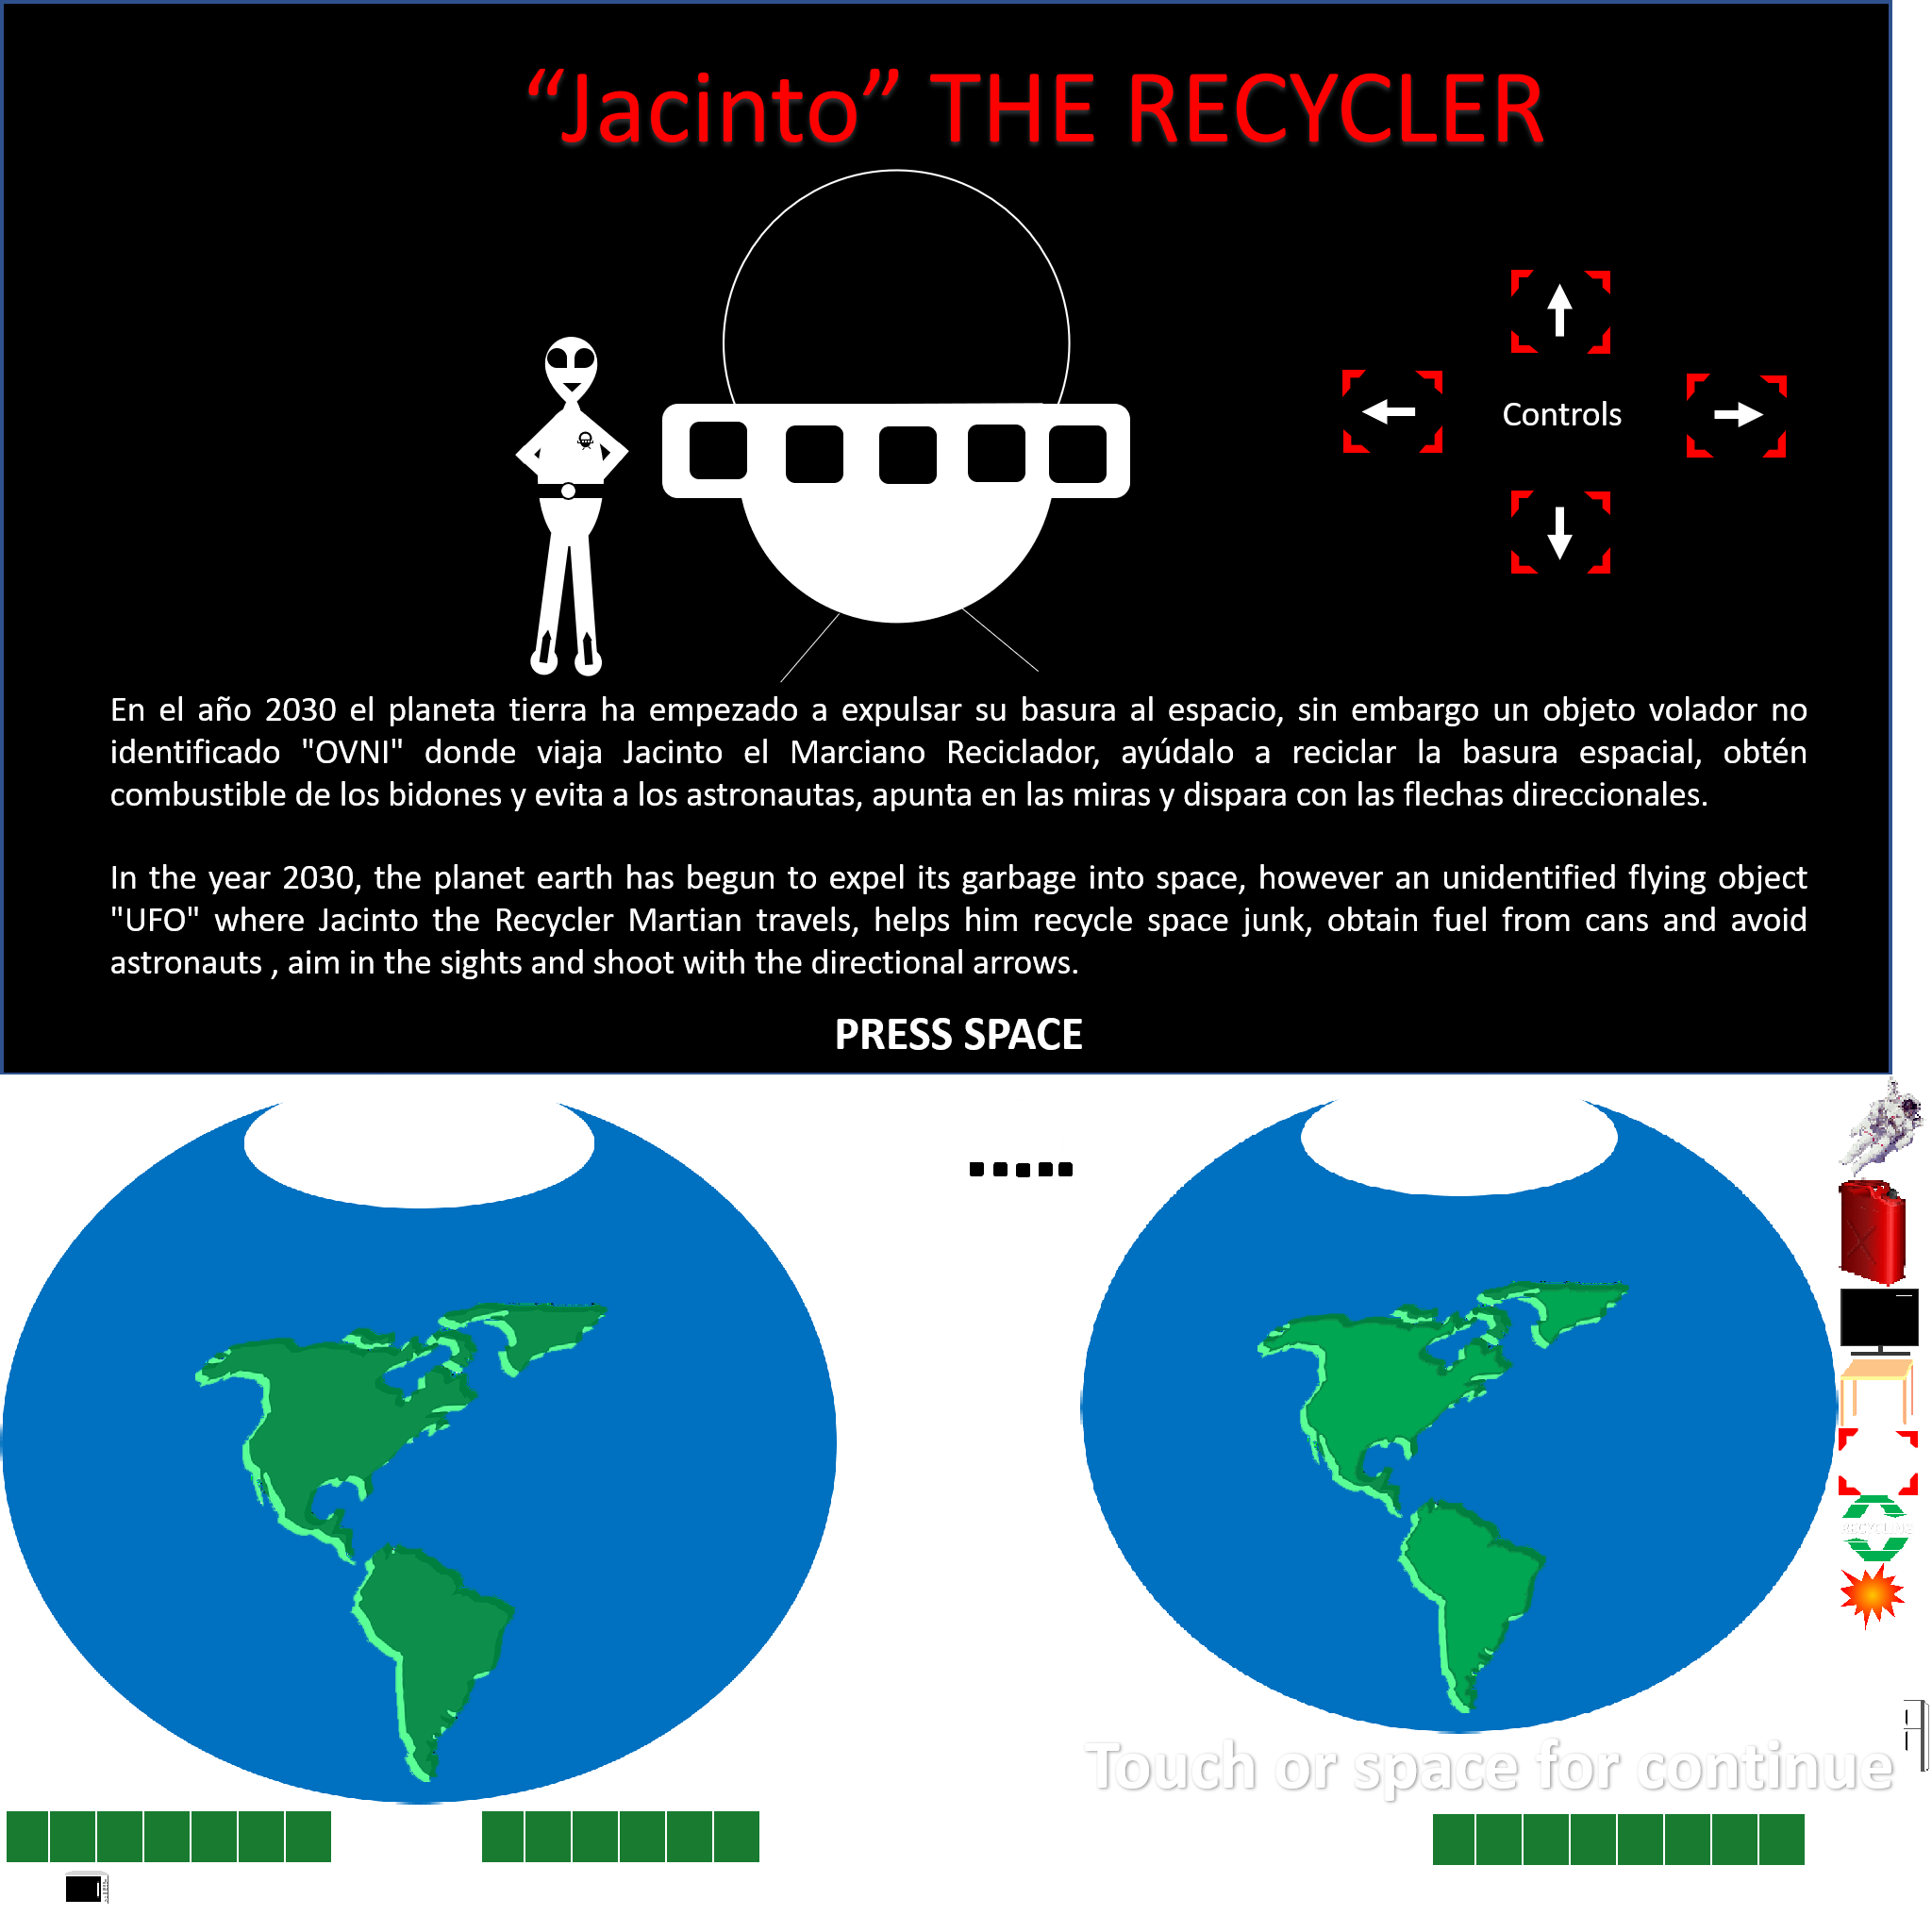 “Jacinto” THE RECYCLER
Controls
En el año 2030 el planeta tierra ha empezado a expulsar su basura al espacio, sin embargo un objeto volador no
identificado "OVNI" donde viaja Jacinto el Marciano Reciclador, ayúdalo a reciclar la basura espacial, obtén
combustible de los bidones y evita a los astronautas, apunta en las miras y dispara con las flechas direccionales.
In the year 2030, the planet earth has begun to expel its garbage into space, however an unidentified flying object
"UFO" where Jacinto the Recycler Martian travels, helps him recycle space junk, obtain fuel from cans and avoid
astronauts , aim in the sights and shoot with the directional arrows.
PRESS SPACE
RECYCLING
Touch or space for continue